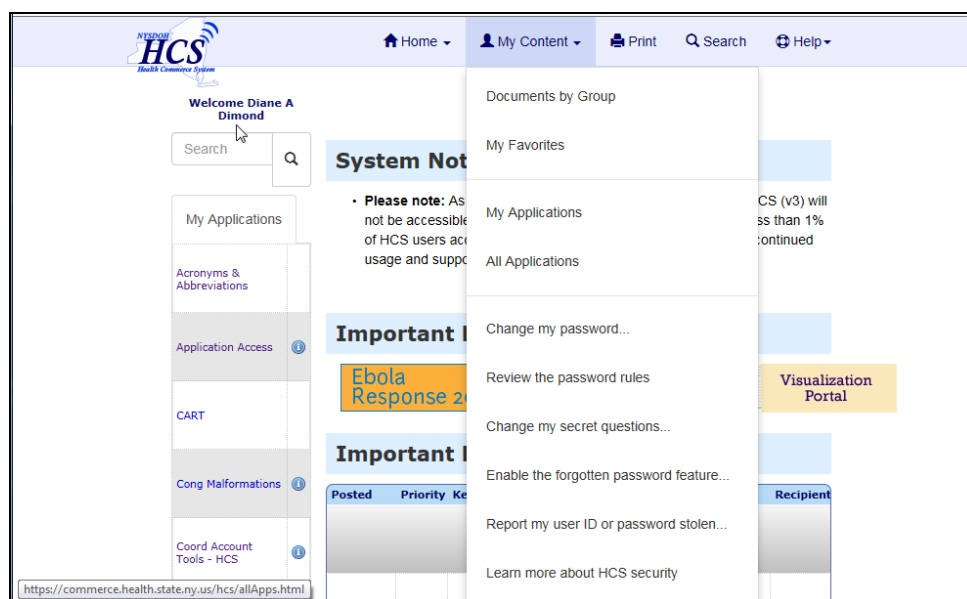 NYSDOH
HCS
Health Commerce System
Home
My Content
Print
Search
Help
Welcome Diane A
Dimond
Search
My Applications
Acronyms &
Abbreviations
Application Access
CART
Cong Malformations
Coord Account
Tools - HCS
https://commerce.health.state.ny.us/hcs/allApps.html
Documents by Group
My Favorites
My Applications
All Applications
Change my password...
Review the password rules
Change my secret questions...
Enable the forgotten password feature...
Report my user ID or password stolen...
Learn more about HCS security
System Not
• Please note: As CS (v3) will
not be accessible ss than 1%
of HCS users continued
usage and
Important
Ebola
Response
Visualization
Portal
Important
Posted Priority Recipient